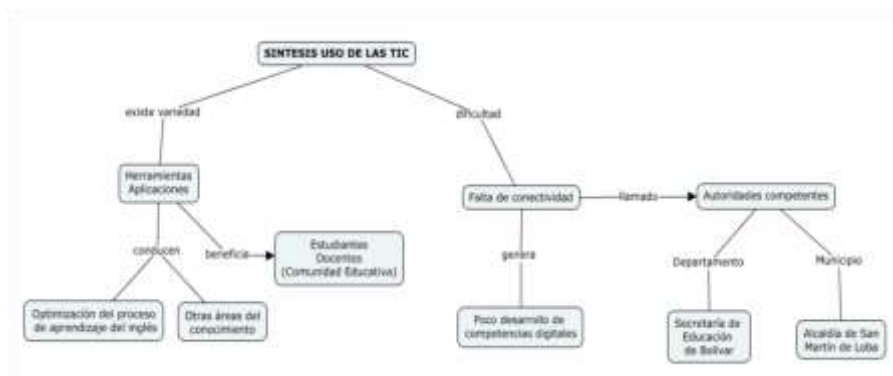 SINTESIS USO DE LAS TIC
existe variedad
dificultad
Herramientas
Aplicaciones
Falta de conectividad
llamado
Autoridades competentes
conducen
beneficia
Estudiantes
Docentes
(Comunidad Educativa)
genera
Departamento
Municipio
Optimización del proceso
de aprendizaje del inglés
Otras áreas del
conocimiento
Poco desarrollo de
competencias digitales
Secretaría de
Educación
de Bolívar
Alcaldía de San
Martín de Loba